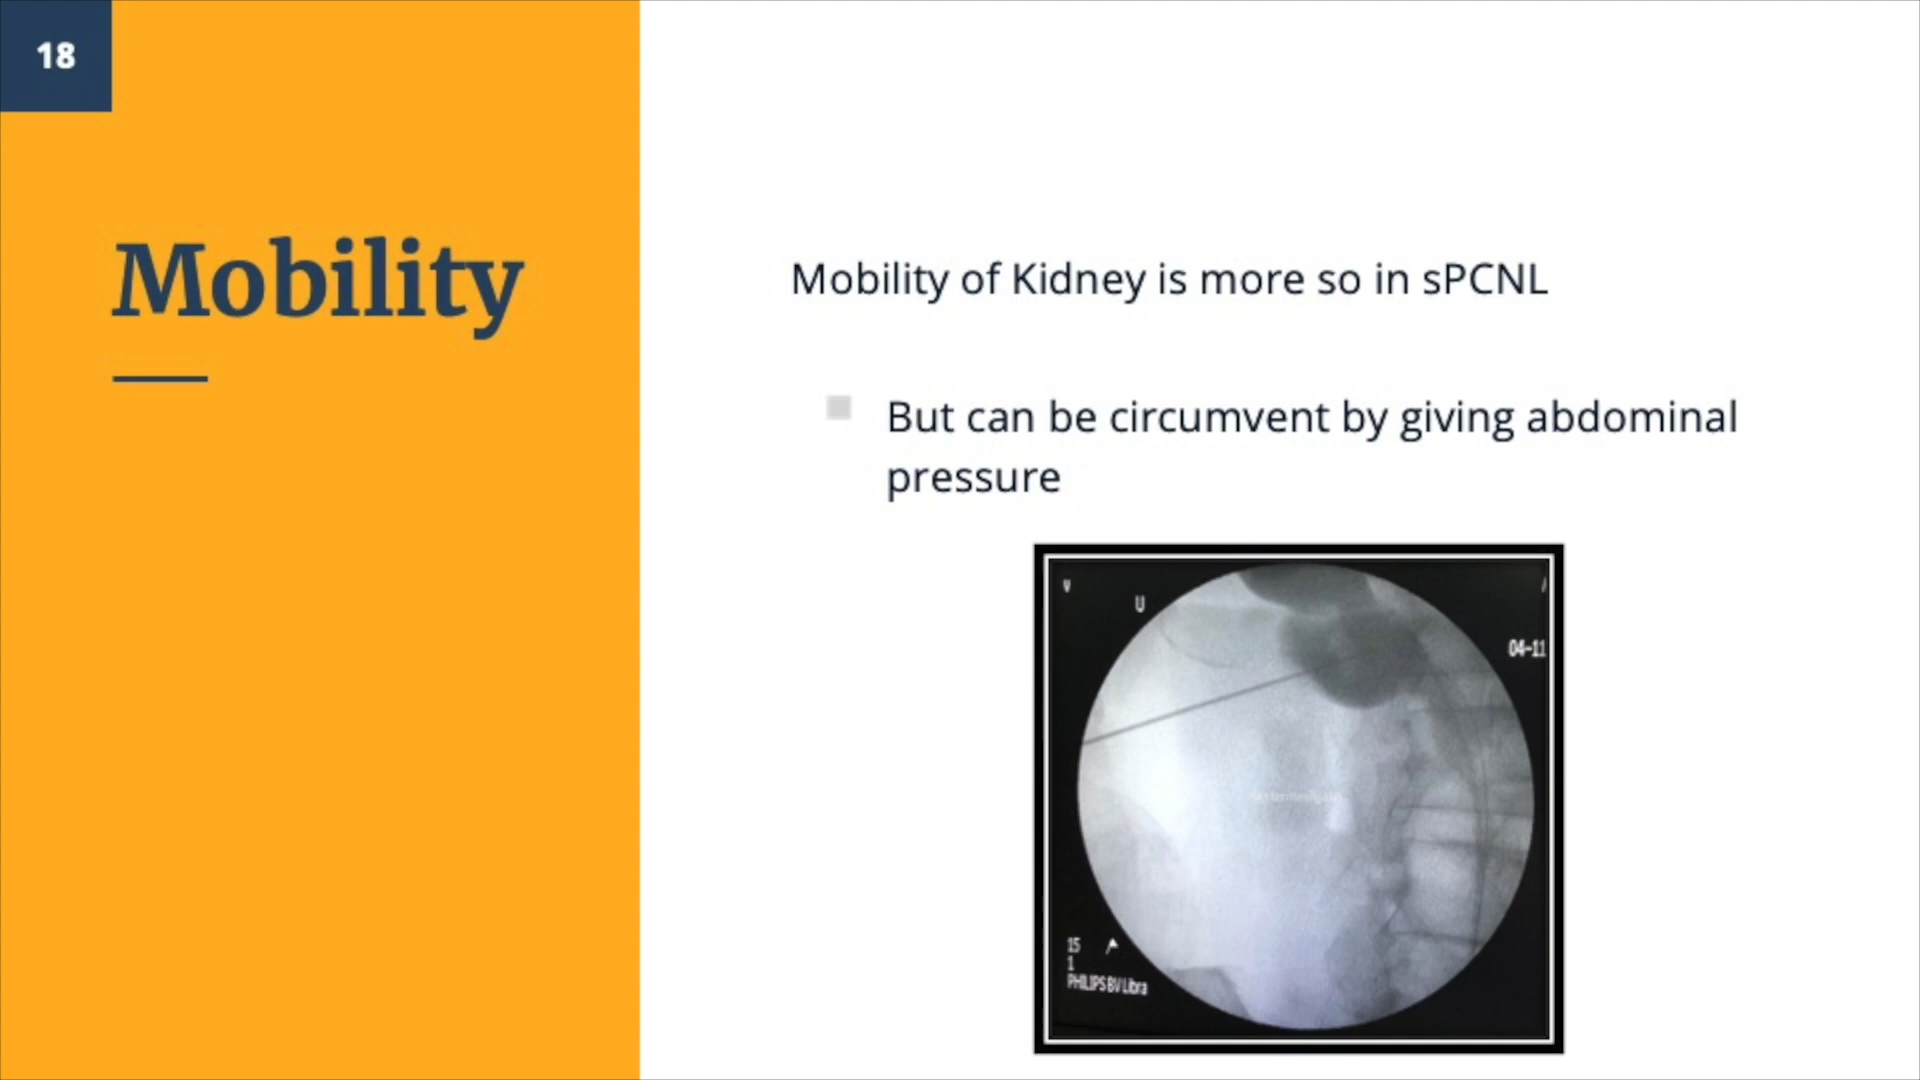 18
Mobility
Mobility of Kidney is more so in sPCNL
But can be circumvent by giving abdominal
pressure
U
04-11
15
1
PHILIPS BV Libra